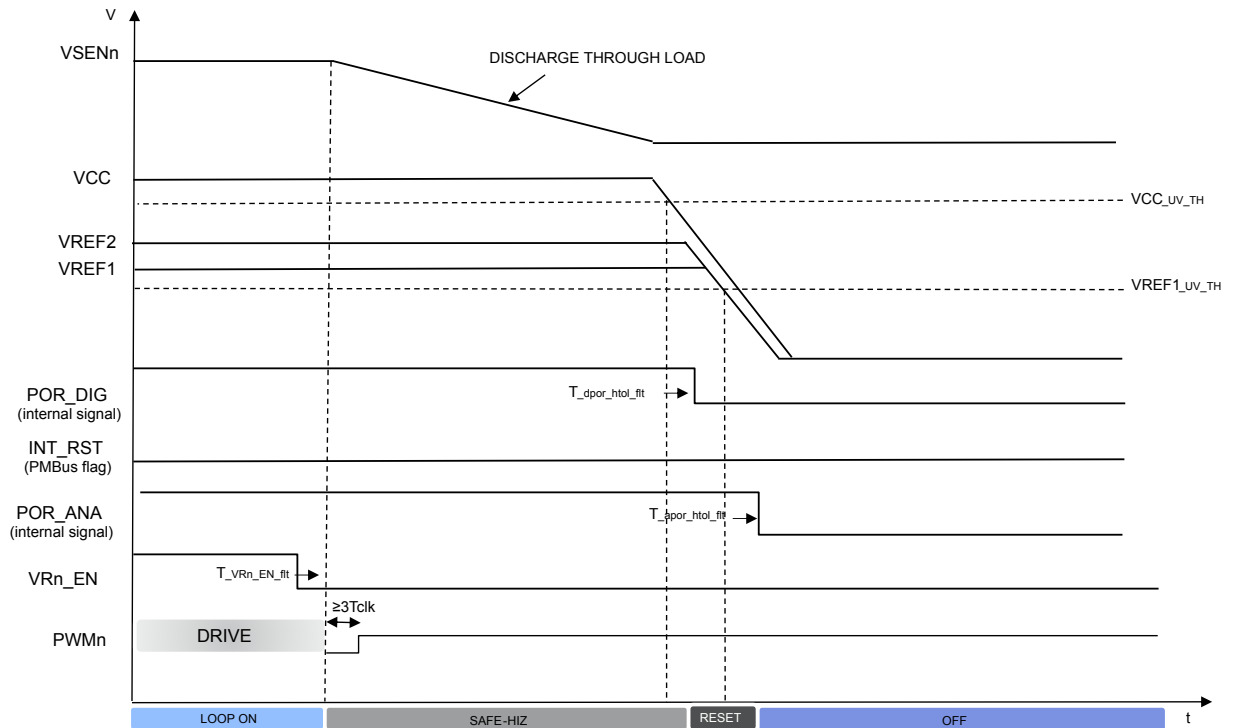 V
VSENn
DISCHARGE THROUGH LOAD
VCC
VCC_UV_TH
VREF2
VREF1
VREF1_UV_TH
POR_DIG
(internal signal)
T_dpor_htol_flt
INT_RST
(PMBus flag)
POR_ANA
(internal signal)
T_apor_htol_flt
VRn_EN
T_VRn_EN_flt
≥3Tclk
PWMn
DRIVE
LOOP ON
SAFE-HIZ
RESET
OFF
t